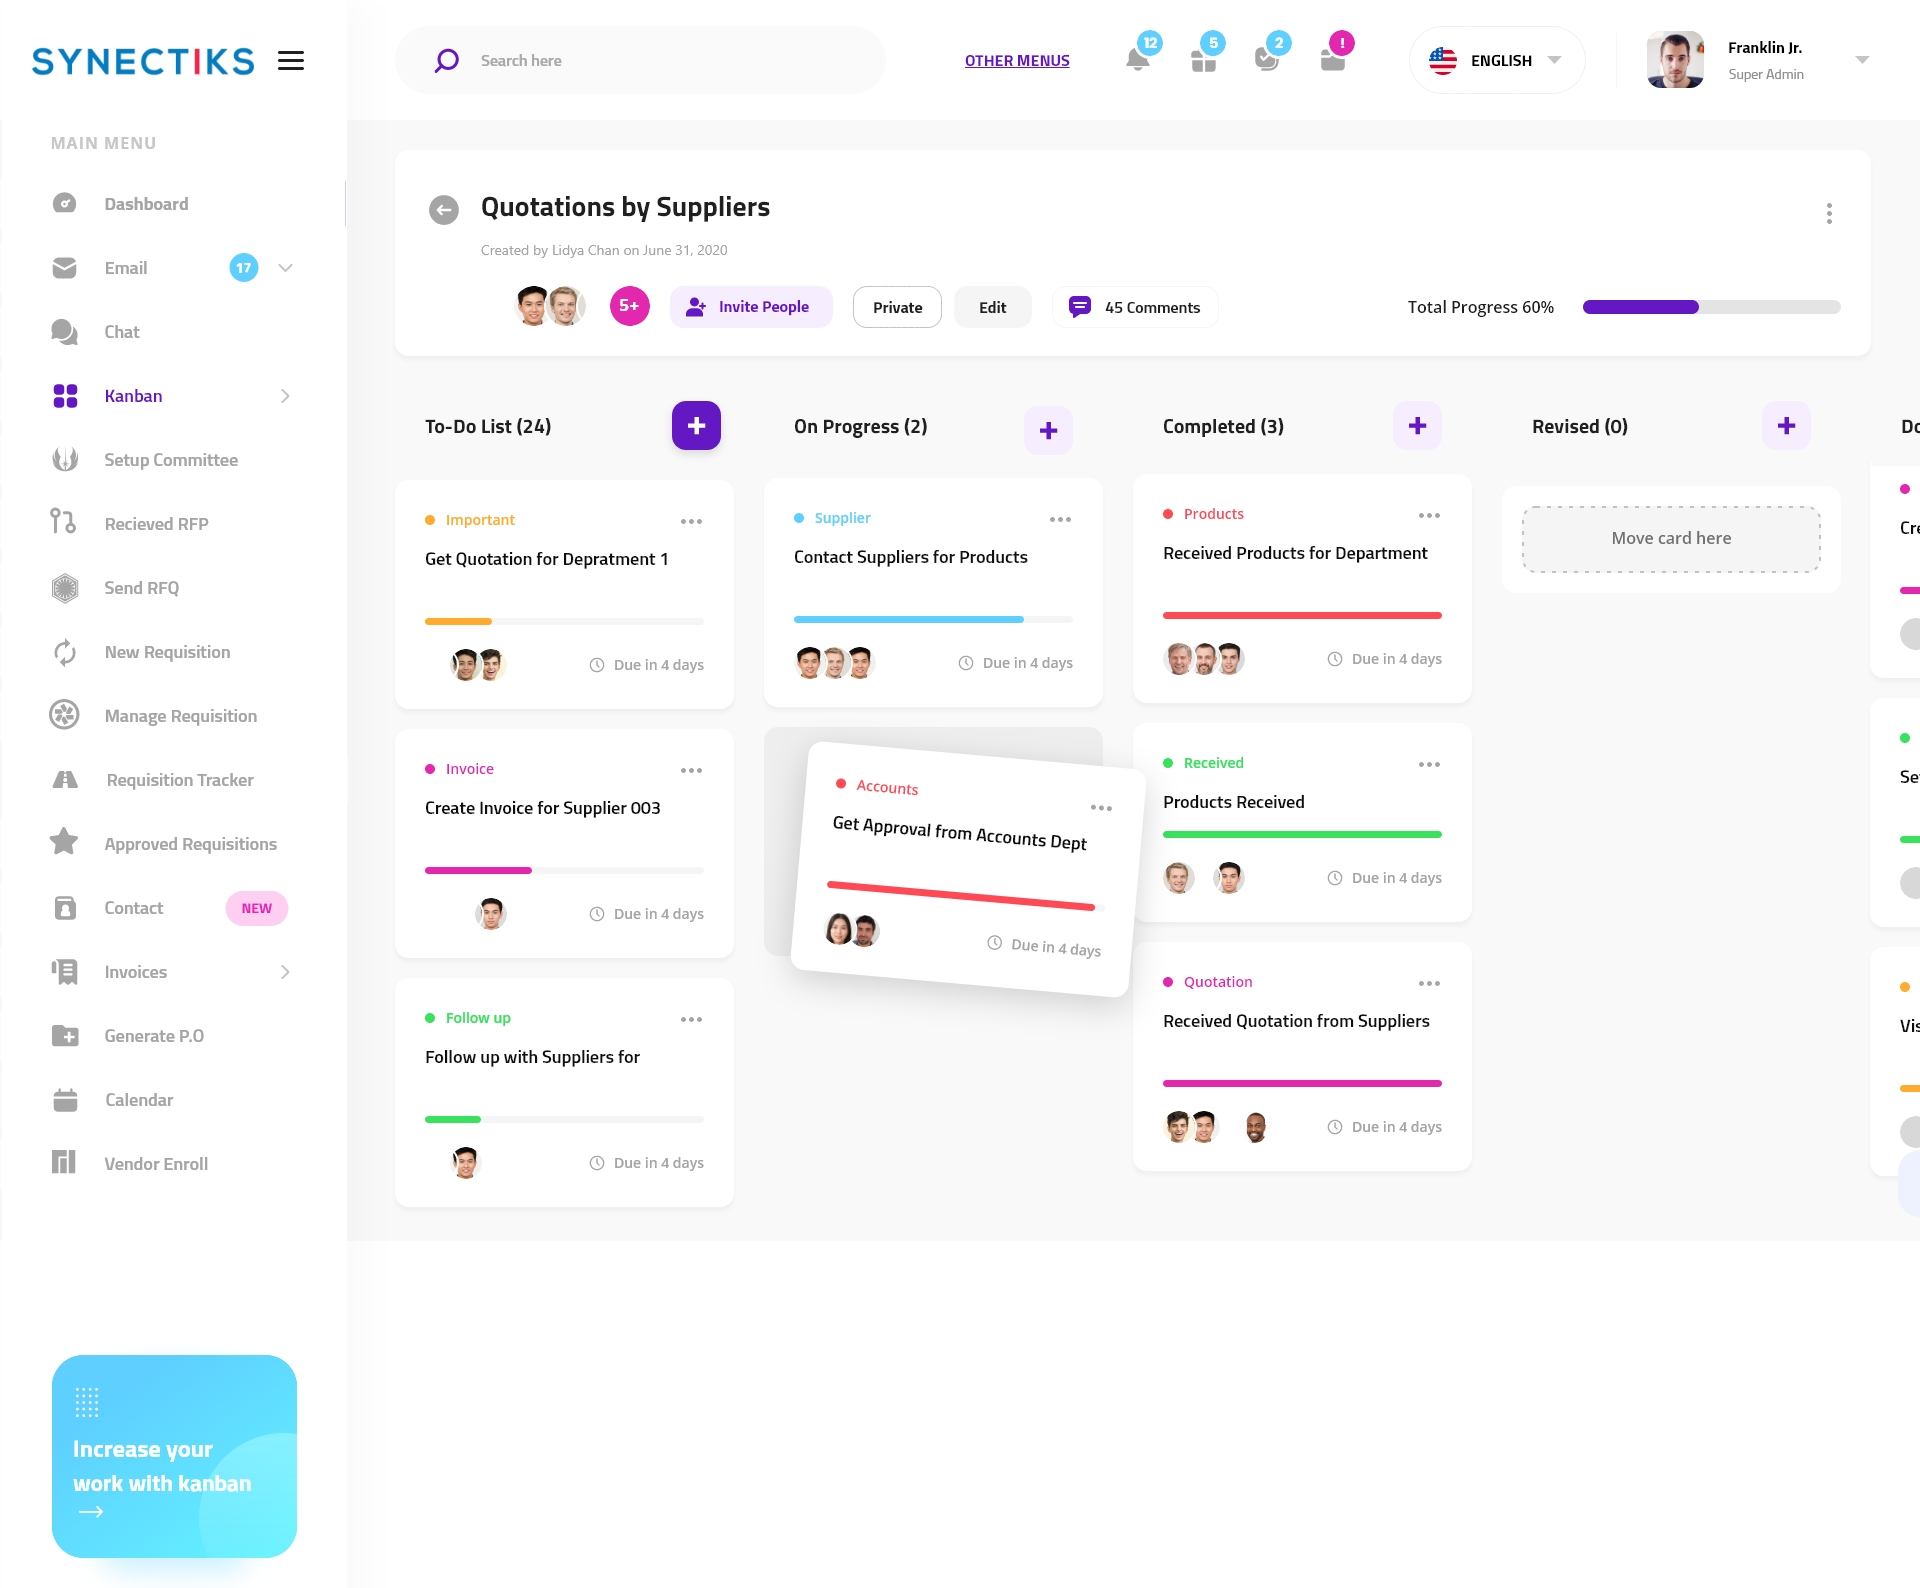 SYNECTIKS
Search here
OTHER MENUS
12
5
2
!
ENGLISH
Franklin Jr.
Super Admin
MAIN MENU
Dashboard
Email
17
Chat
Kanban
Setup Committee
Recieved RFP
Send RFQ
New Requisition
Manage Requisition
Requisition Tracker
Approved Requisitions
Contact
NEW
Invoices
Generate P.O
Calendar
Vendor Enroll
Increase your
work with kanban
Quotations by Suppliers
Created by Lidya Chan on June 31, 2020
5+
Invite People
Private
Edit
45 Comments
Total Progress 60%
To-Do List (24)
Important
Get Quotation for Depratment 1
Due in 4 days
Invoice
Create Invoice for Supplier 003
Due in 4 days
Follow up
Follow up with Suppliers for
Due in 4 days
On Progress (2)
Supplier
Contact Suppliers for Products
Due in 4 days
Accounts
Get Approval from Accounts Dept
Due in 4 days
Completed (3)
Products
Received Products for Department
Due in 4 days
Received
Products Received
Due in 4 days
Quotation
Received Quotation from Suppliers
Due in 4 days
Revised (0)
Move card here